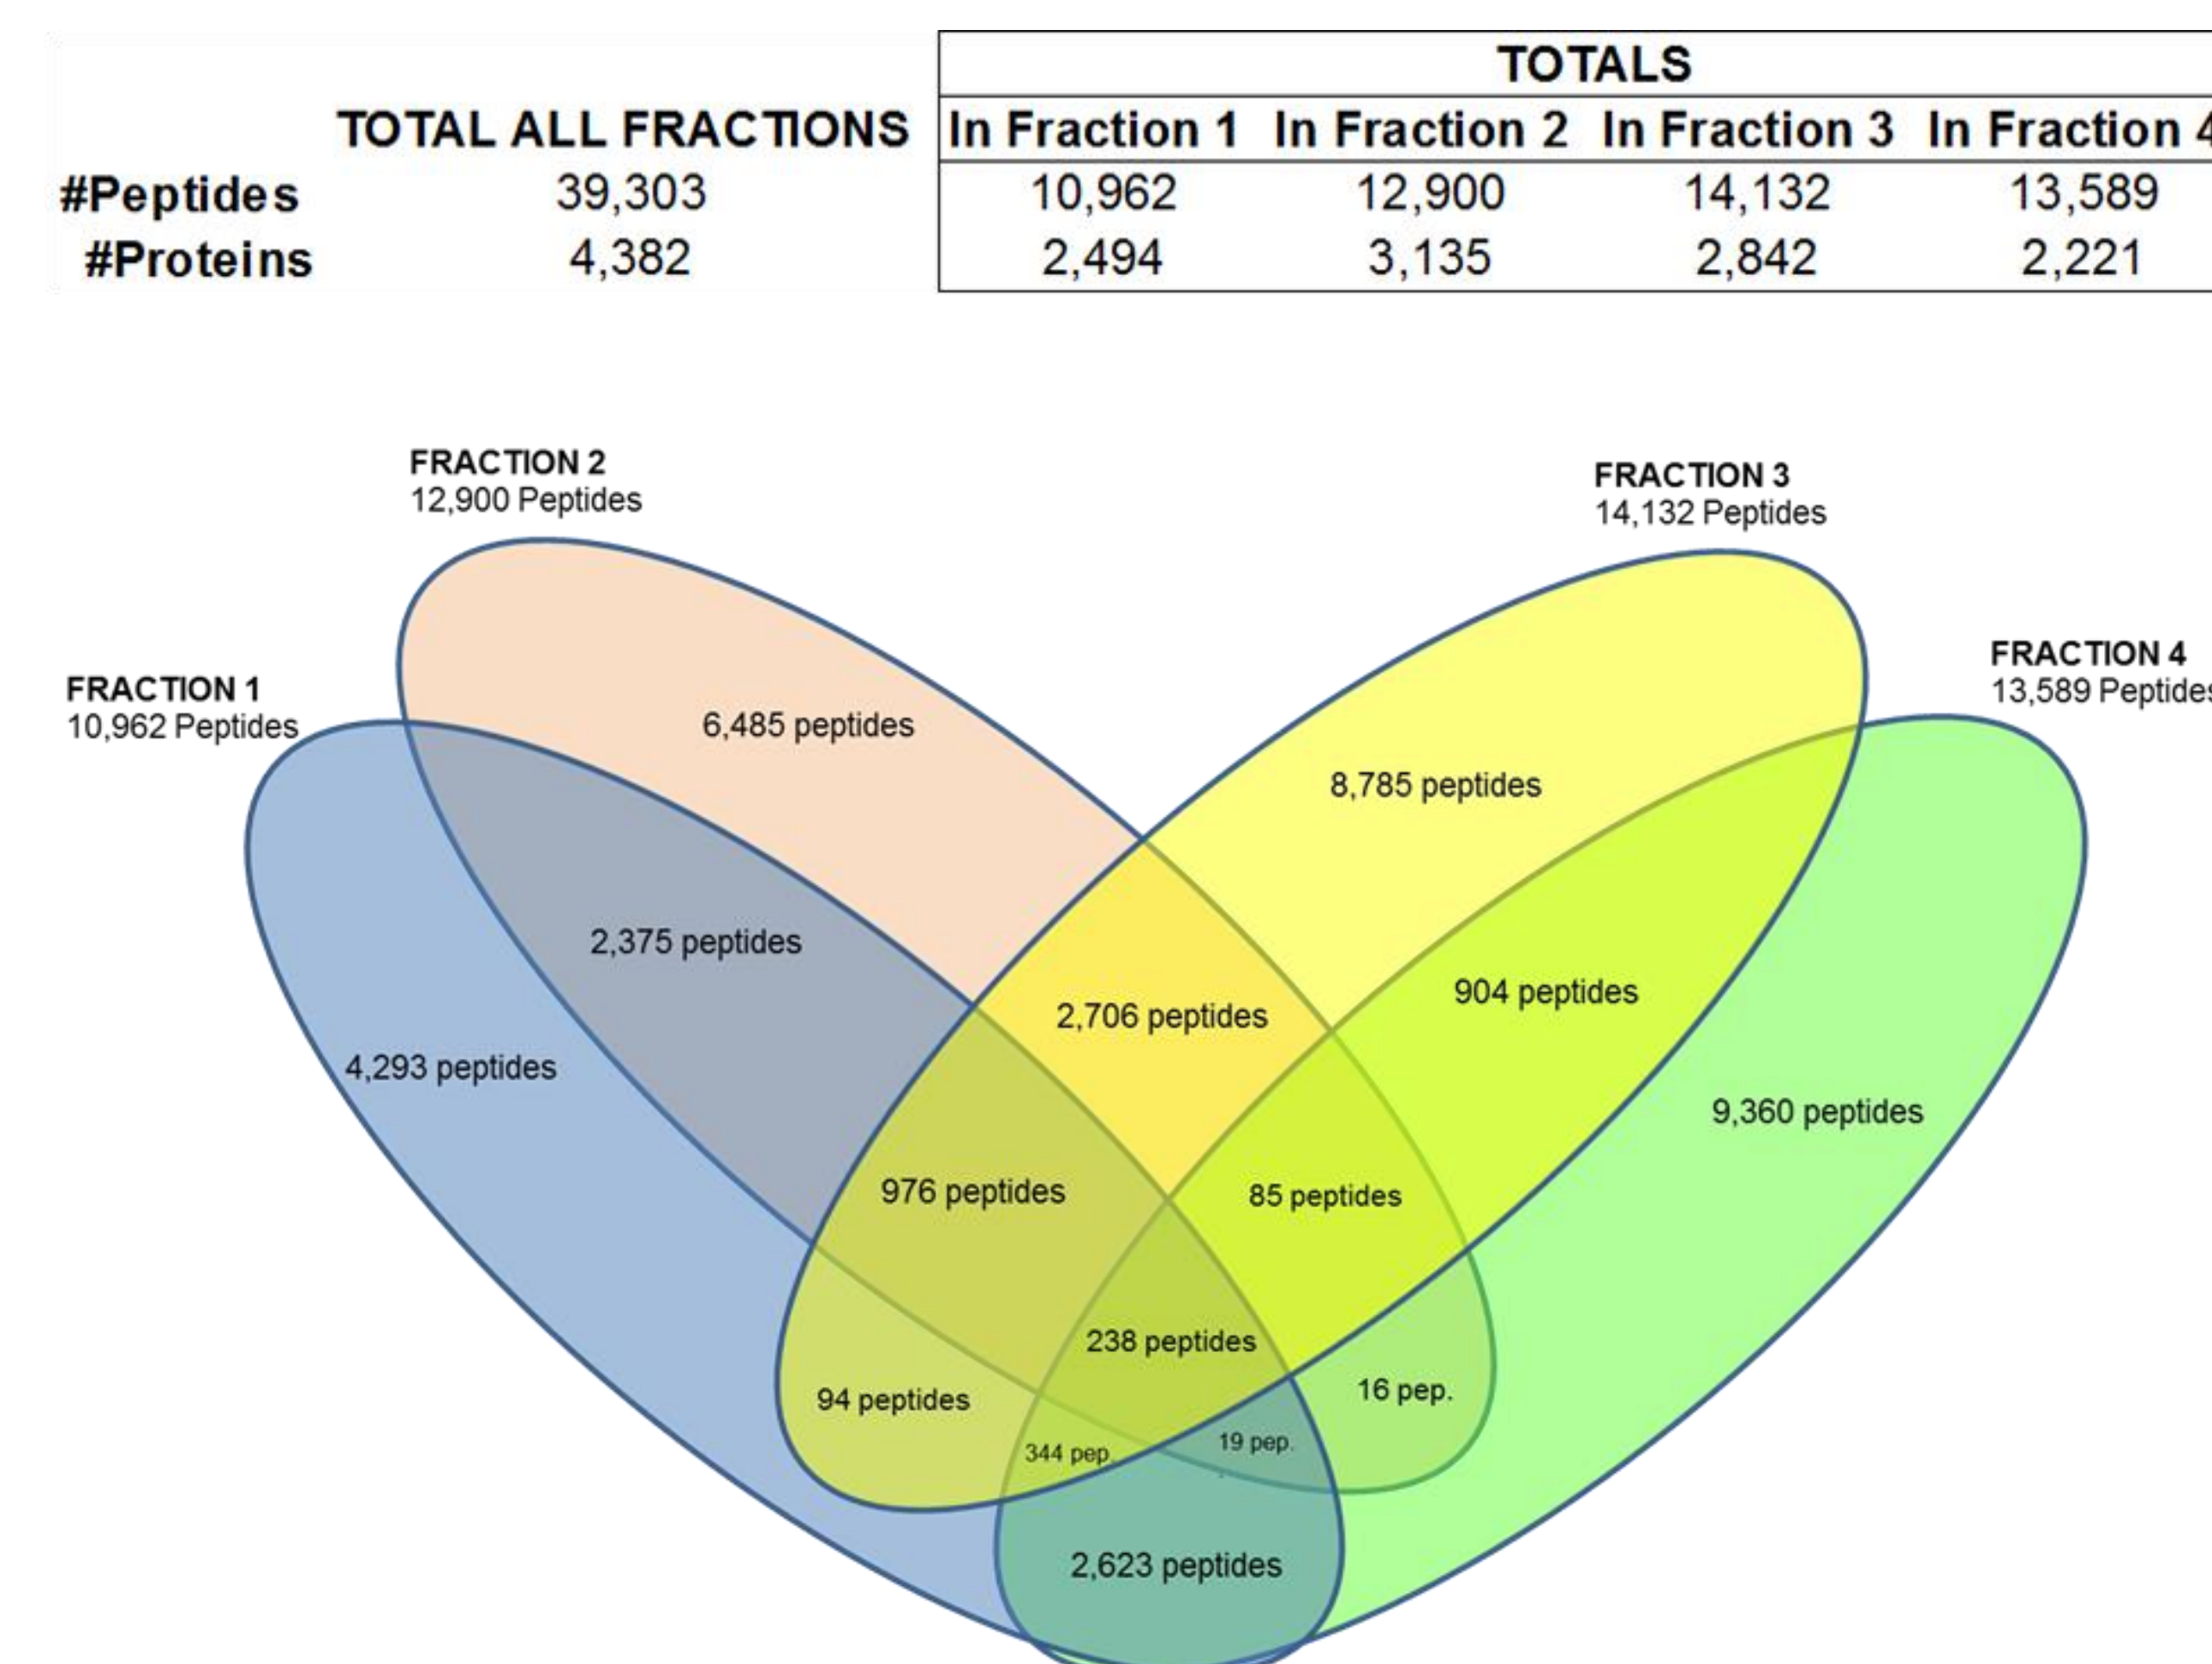 TOTALS
TOTAL ALL FRACTIONS In Fraction 1 In Fraction 2 In Fraction 3 In Fraction 4
#Peptides 39,303 10,962 12,900 14,132 13,589
#Proteins 4,382 2,494 3,135 2,842 2,221
FRACTION 2
12,900 Peptides
FRACTION 3
14,132 Peptides
FRACTION 4
13,589 Peptides
FRACTION 1
10,962 Peptides
6,485 peptides
8,785 peptides
2,375 peptides
904 peptides
2,706 peptides
4,293 peptides
9,360 peptides
976 peptides
85 peptides
238 peptides
16 pep.
94 peptides
19 pep.
344 pep.
2,623 peptides